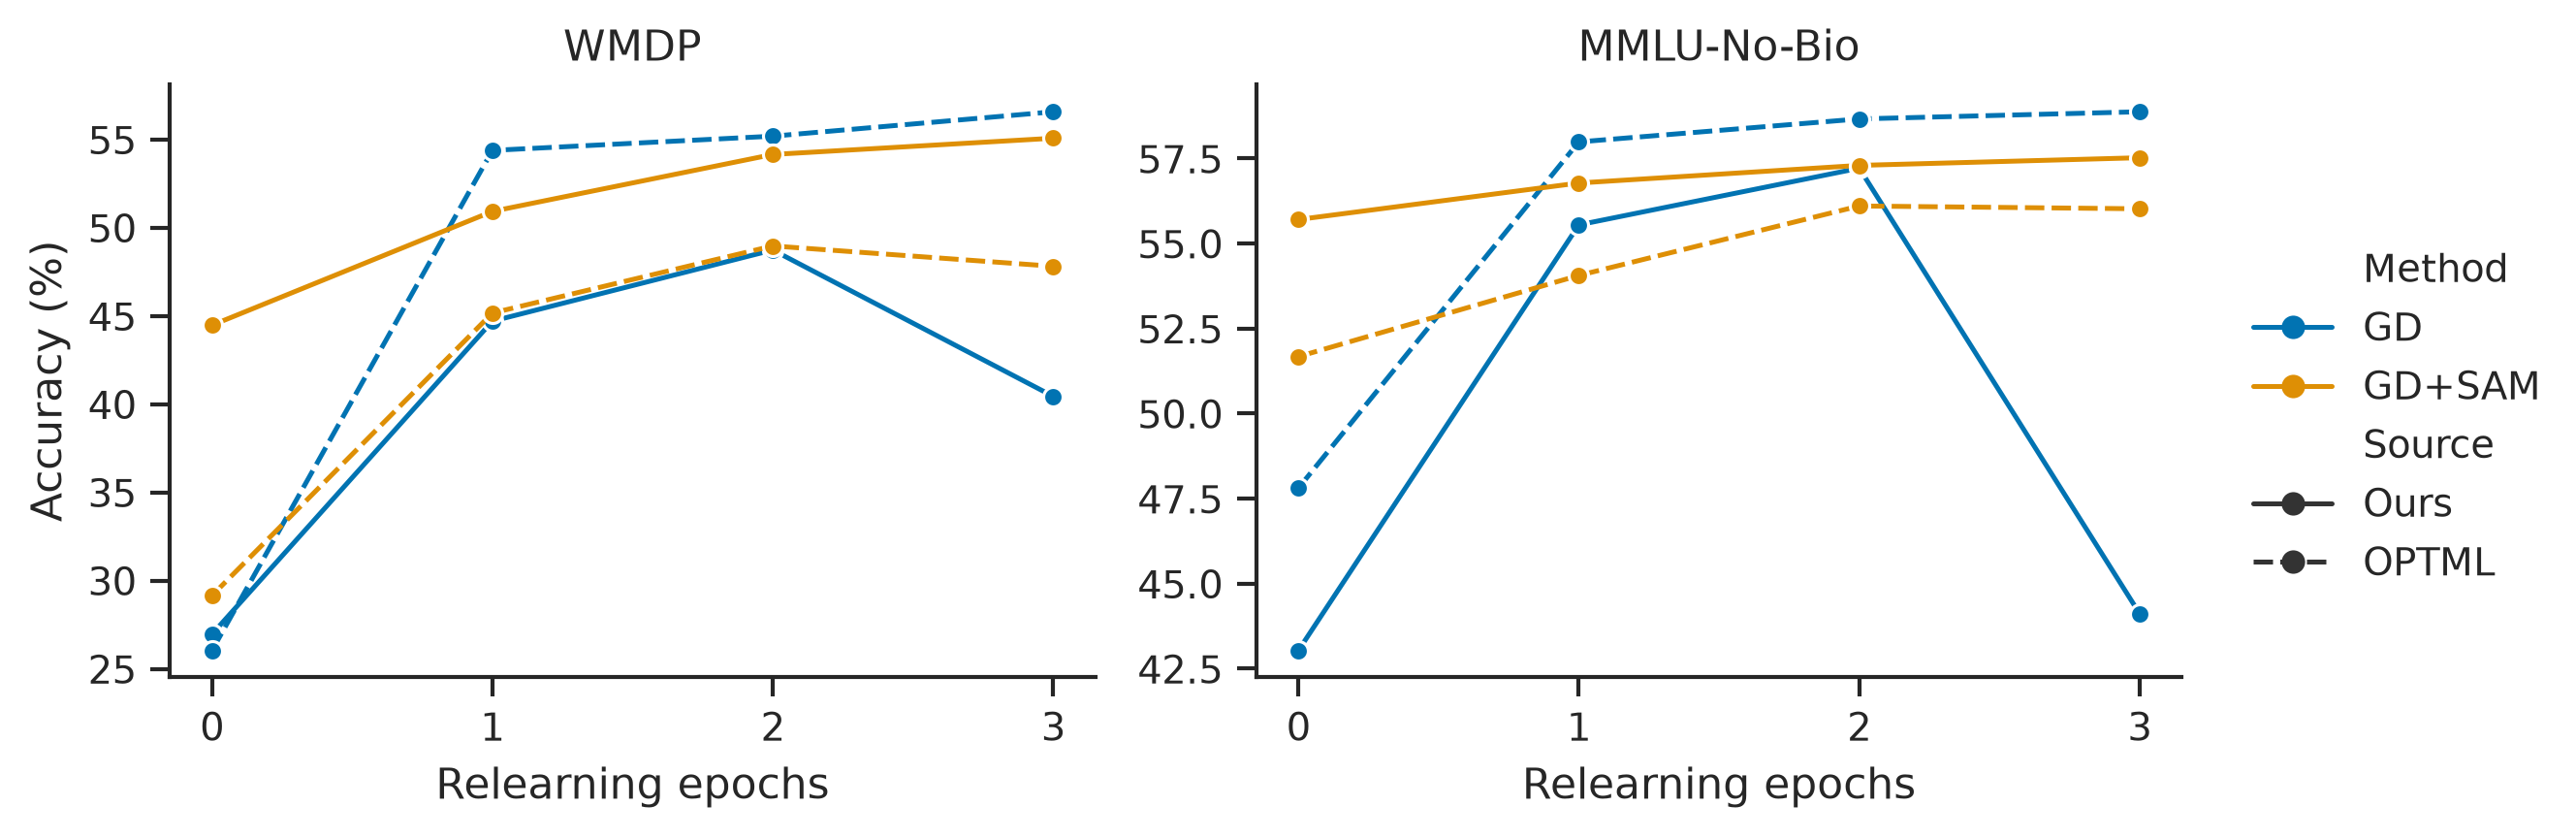 WMDP
Accuracy (%)
55
50
45
40
35
30
25
0 1 2 3
Relearning epochs
MMLU-No-Bio
57.5
55.0
52.5
50.0
47.5
45.0
42.5
0 1 2 3
Relearning epochs
Method
GD
GD+SAM
Source
Ours
OPTML